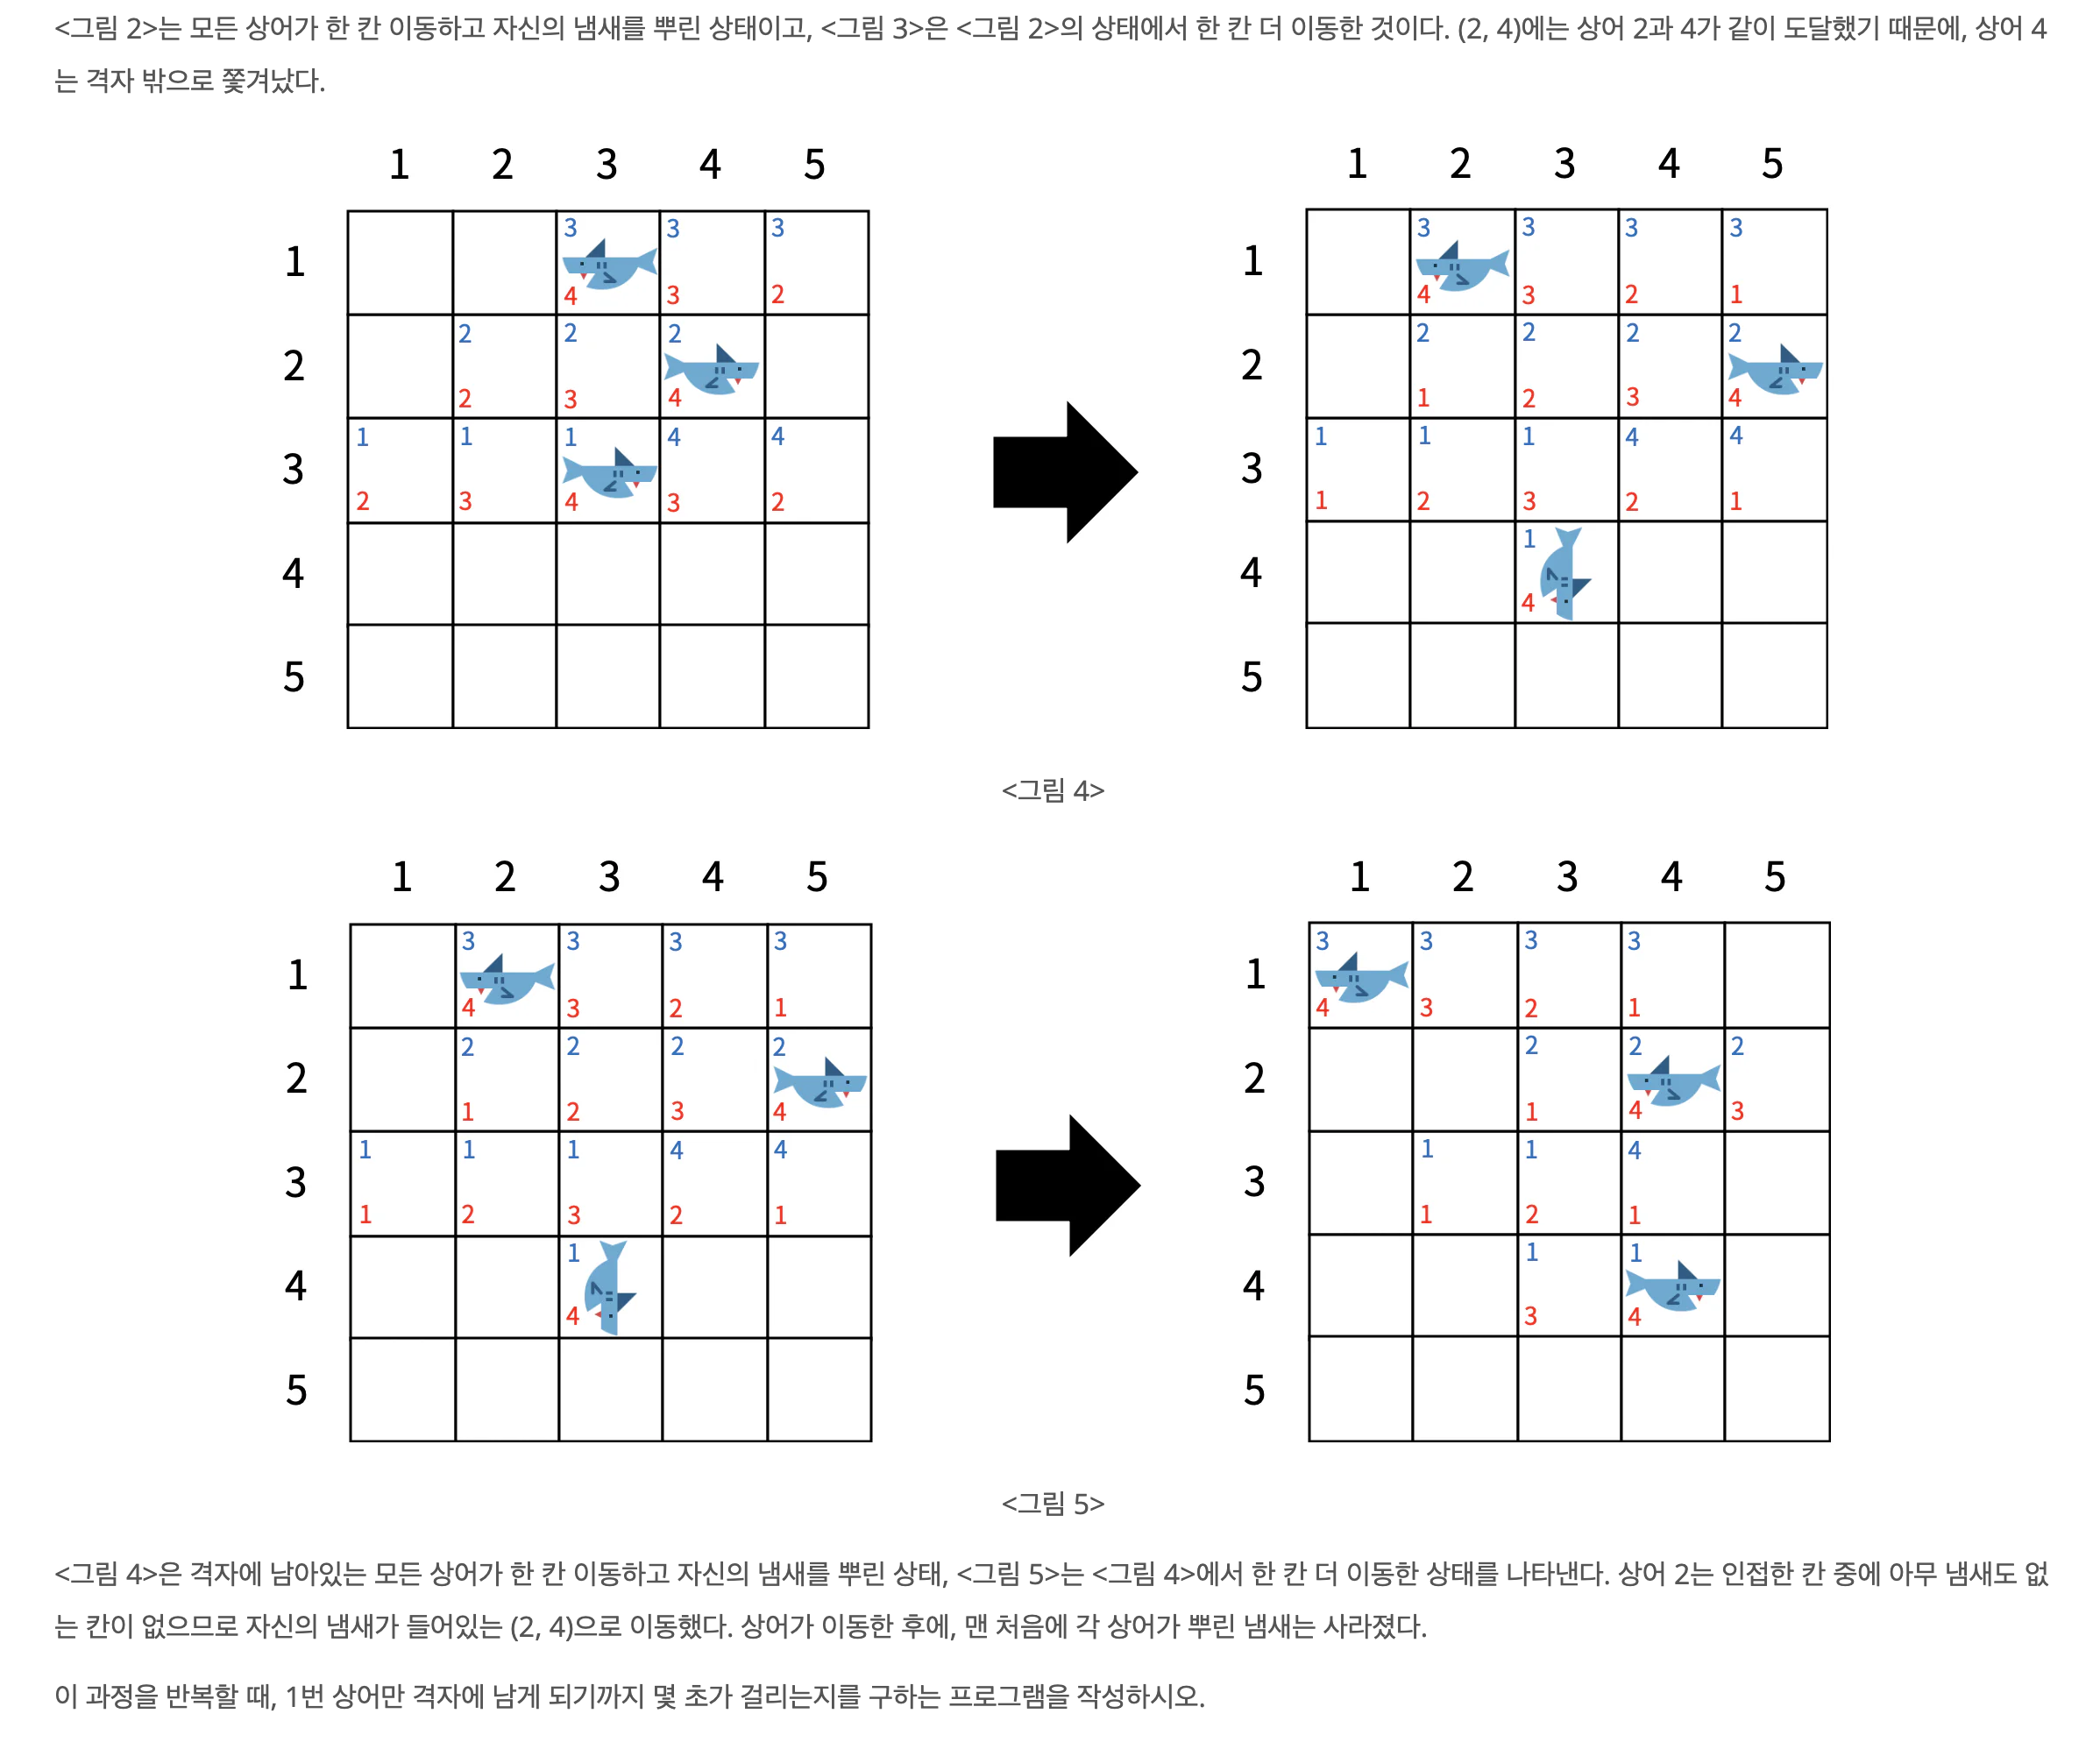 <그림 2>는 모든 상어가 한 칸 이동하고 자신의 냄새를 뿌린 상태이고, <그림 3>은 <그림 2>의 상태에서 한 칸 더 이동한 것이다. (2, 4)에는 상어 2과 4가 같이 도달했기 때문에, 상어 4
는 격자 밖으로 쫓겨났다.
1 2 3 4 5
1 3 3 3
4 3 2
2 2 2 2
2 3 4
3 1 1 1 4 4
2 3 4 3 2
4
5
1 2 3 4 5
1 3 3 3 3
4 3 2 1
2 2 2 2 2
1 2 3 4
3 1 1 1 4 4
1 2 3 2 1
4 1
4
5
<그림 4>
1 2 3 4 5
1 3 3 3 3
4 3 2 1
2 2 2 2 2
1 2 3 4
3 1 1 1 4 4
1 2 3 2 1
4 1
4
5
1 2 3 4 5
1 3 3 3 3
4 3 2 1
2 2 2 2
1 4 3
3 1 1 4
1 2 1
4 1 1
3 4
5
<그림 5>
<그림 4>은 격자에 남아있는 모든 상어가 한 칸 이동하고 자신의 냄새를 뿌린 상태, <그림 5>는 <그림 4>에서 한 칸 더 이동한 상태를 나타낸다. 상어 2는 인접한 칸 중에 아무 냄새도 없
는 칸이 없으므로 자신의 냄새가 들어있는 (2, 4)으로 이동했다. 상어가 이동한 후에, 맨 처음에 각 상어가 뿌린 냄새는 사라졌다.
이 과정을 반복할 때, 1번 상어만 격자에 남게 되기까지 몇 초가 걸리는지를 구하는 프로그램을 작성하시오.